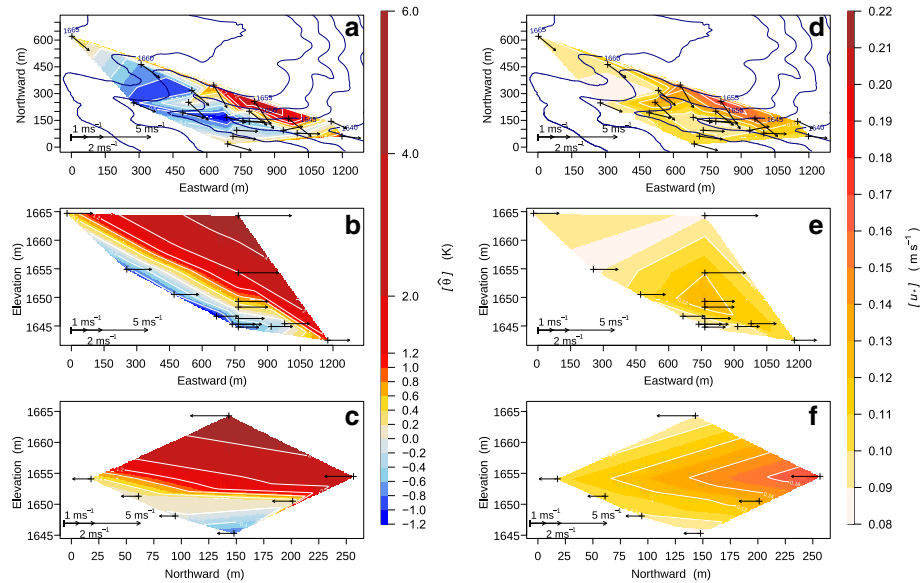 a
Northward (m)
600
450
300
150
0
1665
1660
1655
1650
1645
1640
1 ms⁻¹
5 ms⁻¹
2 ms⁻¹
0 150 300 450 600 750 900 1050 1200
Eastward (m)
b
Elevation (m)
1665
1660
1655
1650
1645
1 ms⁻¹
5 ms⁻¹
2 ms⁻¹
0 150 300 450 600 750 900 1050 1200
Eastward (m)
c
Elevation (m)
1665
1660
1655
1650
1645
1 ms⁻¹
5 ms⁻¹
2 ms⁻¹
0 25 50 75 100 125 150 175 200 225 250
Northward (m)
6.0
4.0
2.0
1.2
1.0
0.8
0.6
0.4
0.2
0.0
-0.2
-0.4
-0.6
-0.8
-1.0
-1.2
[θ̂] (K)
d
Northward (m)
600
450
300
150
0
1665
1660
1655
1645
1640
1 ms⁻¹
5 ms⁻¹
2 ms⁻¹
0 150 300 450 600 750 900 1050 1200
Eastward (m)
e
Elevation (m)
1665
1660
1655
1650
1645
1 ms⁻¹
5 ms⁻¹
2 ms⁻¹
0 150 300 450 600 750 900 1050 1200
Eastward (m)
f
Elevation (m)
1665
1660
1655
1650
1645
1 ms⁻¹
5 ms⁻¹
2 ms⁻¹
0 25 50 75 100 125 150 175 200 225 250
Northward (m)
0.22
0.21
0.20
0.19
0.18
0.17
0.16
0.14
0.13
0.12
0.11
0.10
0.09
0.08
[u*] (m s⁻¹)